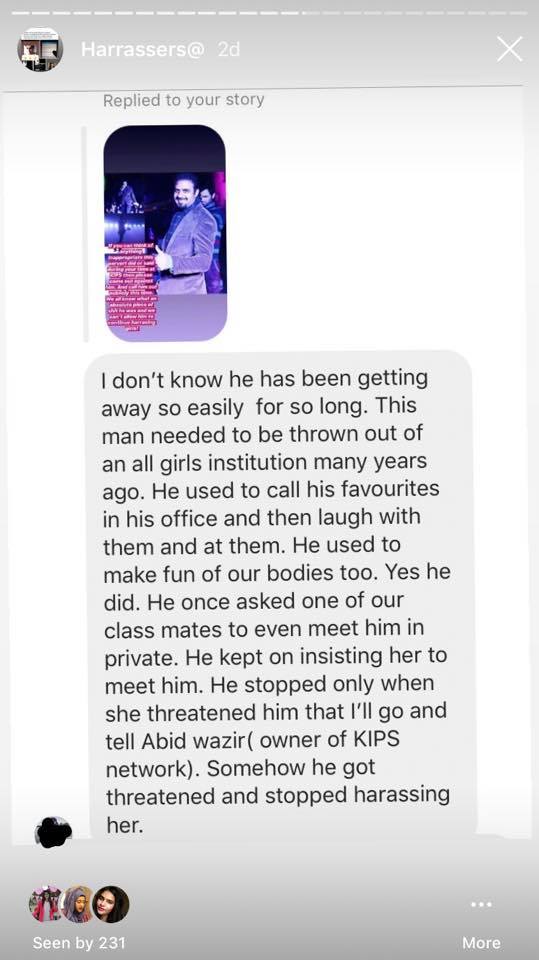 Harrassers@ 2d
Replied to your story
If you can think of
anything
inappropriate this
pervert did or said
during your time at
KIPS then please
come out against
him. And call him out
publicly this time.
We all know what an
absolute piece of
shit he was and we
can't allow him to
continue harrasing
girls!
I don't know he has been getting
away so easily for so long. This
man needed to be thrown out of
an all girls institution many years
ago. He used to call his favourites
in his office and then laugh with
them and at them. He used to
make fun of our bodies too. Yes he
did. He once asked one of our
class mates to even meet him in
private. He kept on insisting her to
meet him. He stopped only when
she threatened him that I'll go and
tell Abid wazir( owner of KIPS
network). Somehow he got
threatened and stopped harassing
her.
Seen by 231
More